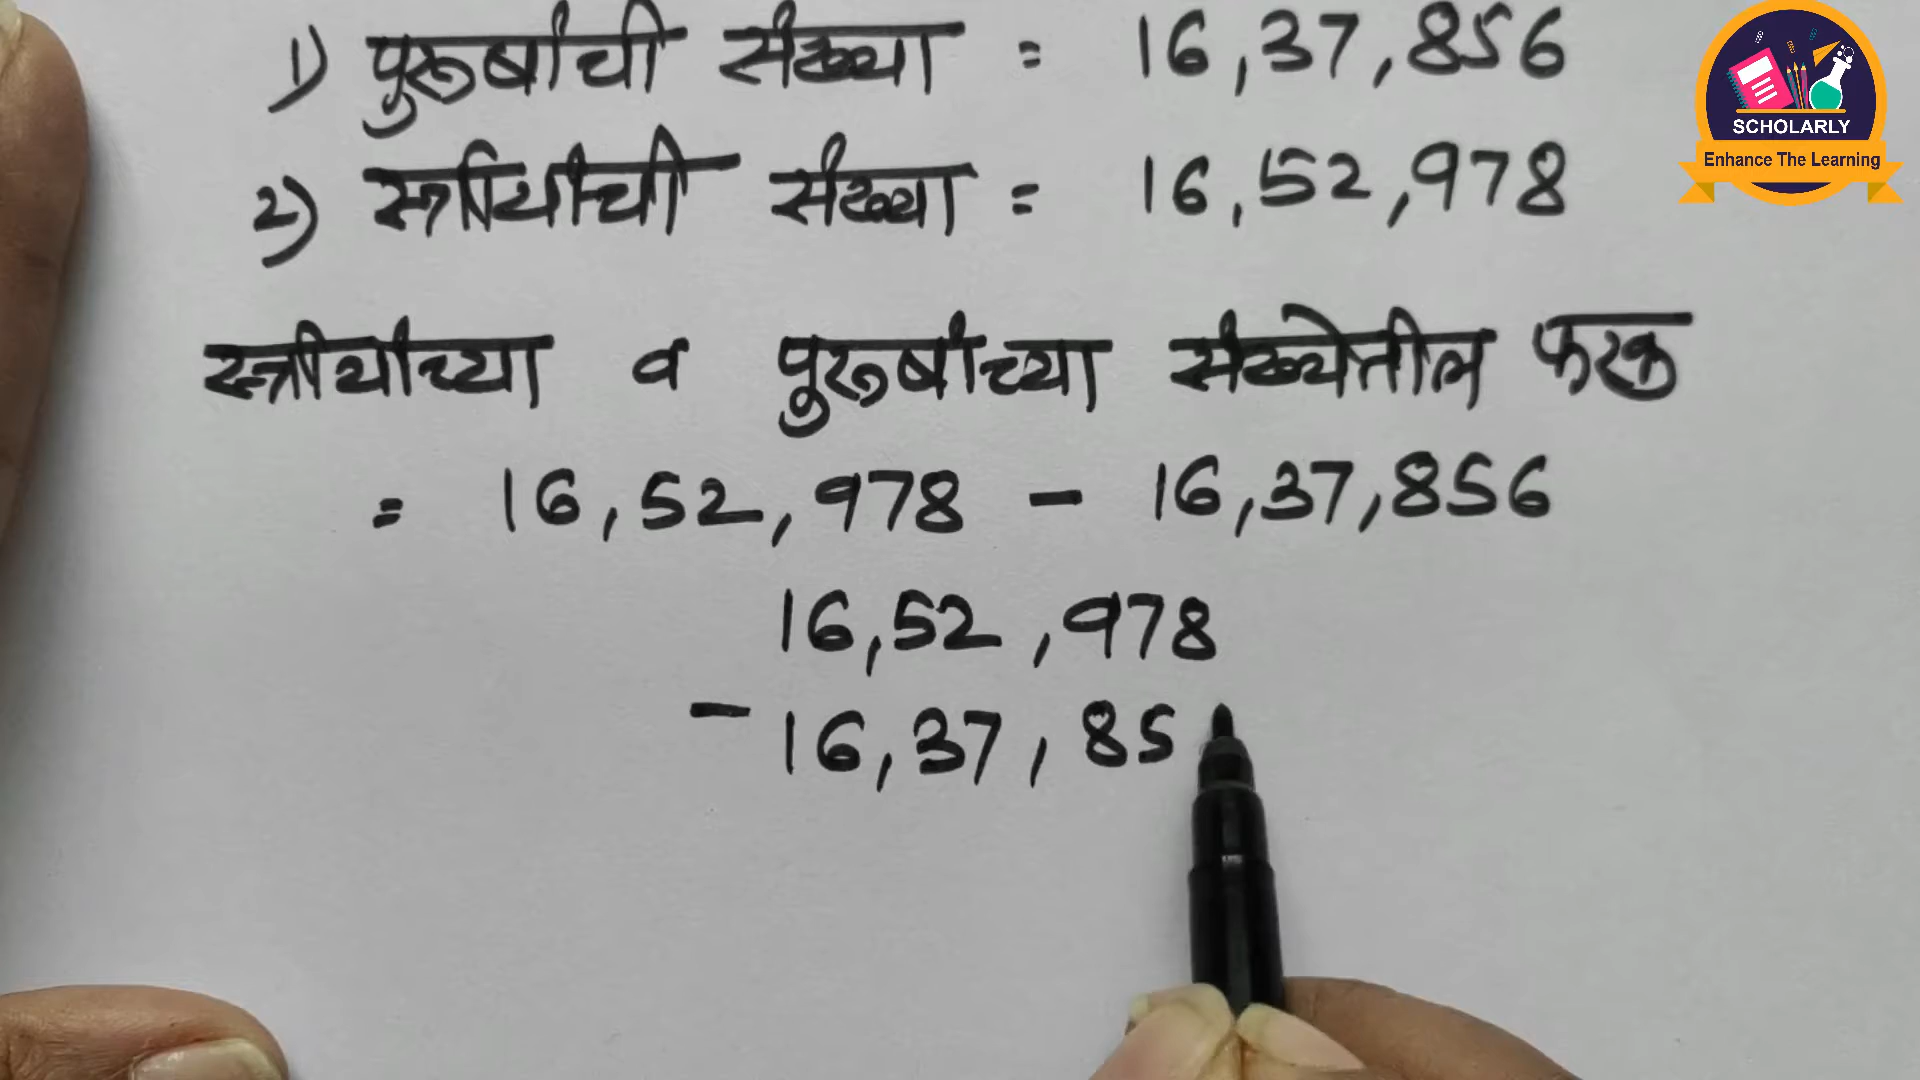 1) पुरूषांची संख्या = 16,37,856
2) स्त्रीयांची संख्या = 16,52,978
स्त्रीयांच्या व पुरूषांच्या संख्येतील फरक
= 16,52,978 - 16,37,856
16,52,978
- 16,37,85
SCHOLARLY
Enhance The Learning